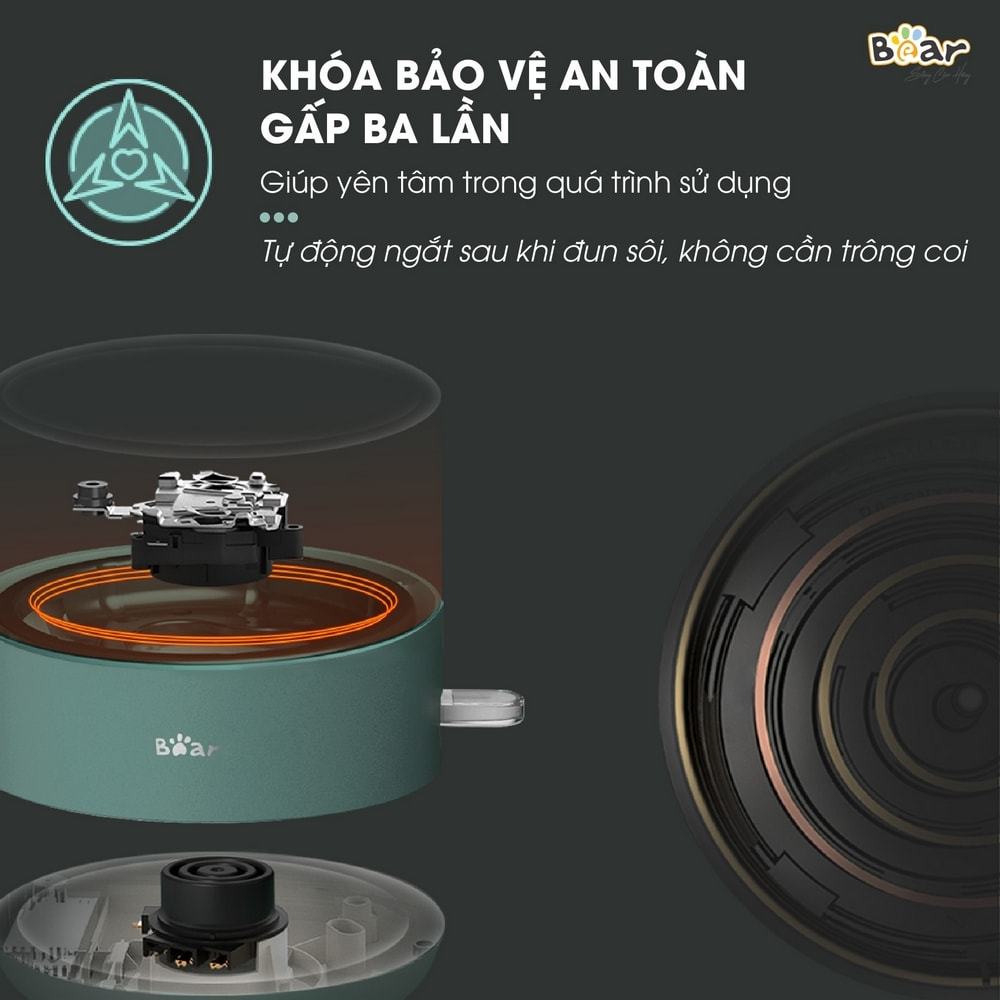 Bear
KHÓA BẢO VỆ AN TOÀN
GẤP BA LẦN
Giúp yên tâm trong quá trình sử dụng
Tự động ngắt sau khi đun sôi, không cần trông coi
Bear